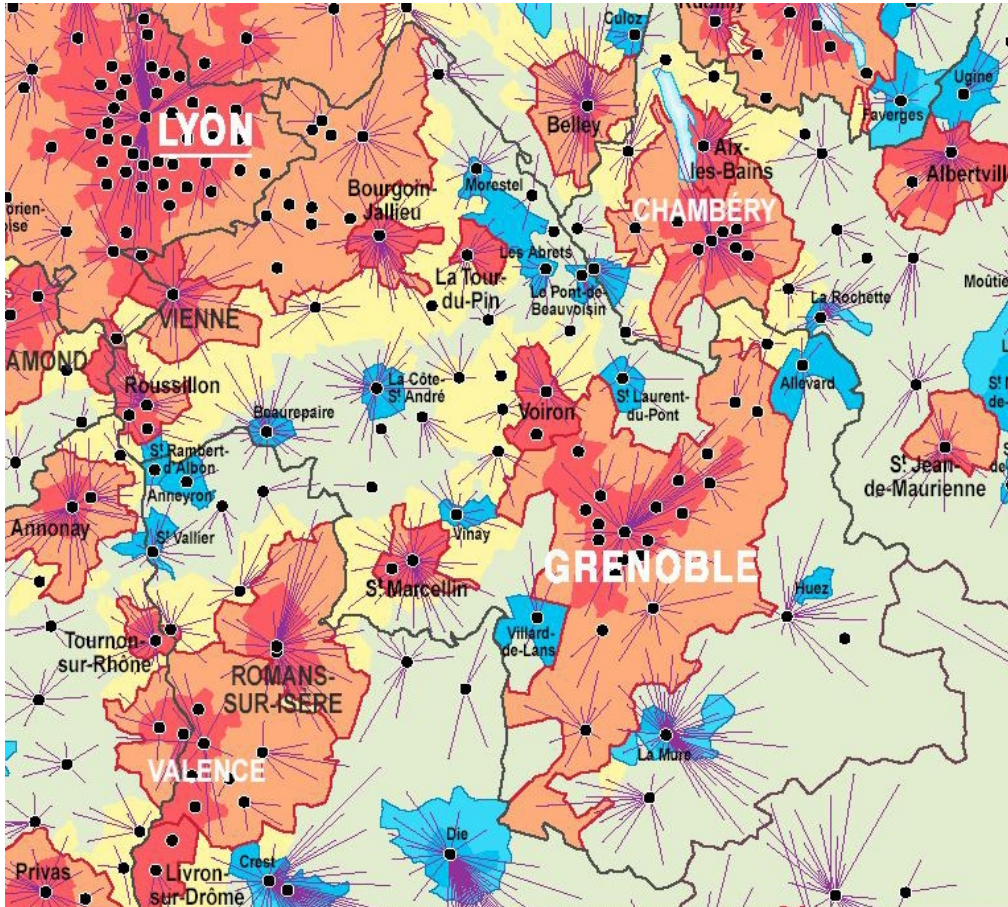 Culoz
Rumilly
Ugine
Faverges
LYON
Belley
Aix-
les-Bains
Albertville
Morestel
Bourgoin-
Jallieu
CHAMBÉRY
Les Abrets
La Tour-
du-Pin
Le Pont-de-
Beauvoisin
La Rochette
VIENNE
AMOND
Roussillon
La Côte-
St André
Allevard
St Laurent-
du-Pont
Beaurepaire
Voiron
St Rambert-
d'Albon
Anneyron
St Jean-
de-Maurienne
Annonay
St Vallier
Vinay
GRENOBLE
St Marcellin
Huez
Tournon-
sur-Rhône
Villard-
de-Lans
ROMANS-
SUR-ISÈRE
La Mure
VALENCE
Die
Crest
Privas
Livron-
sur-Drôme